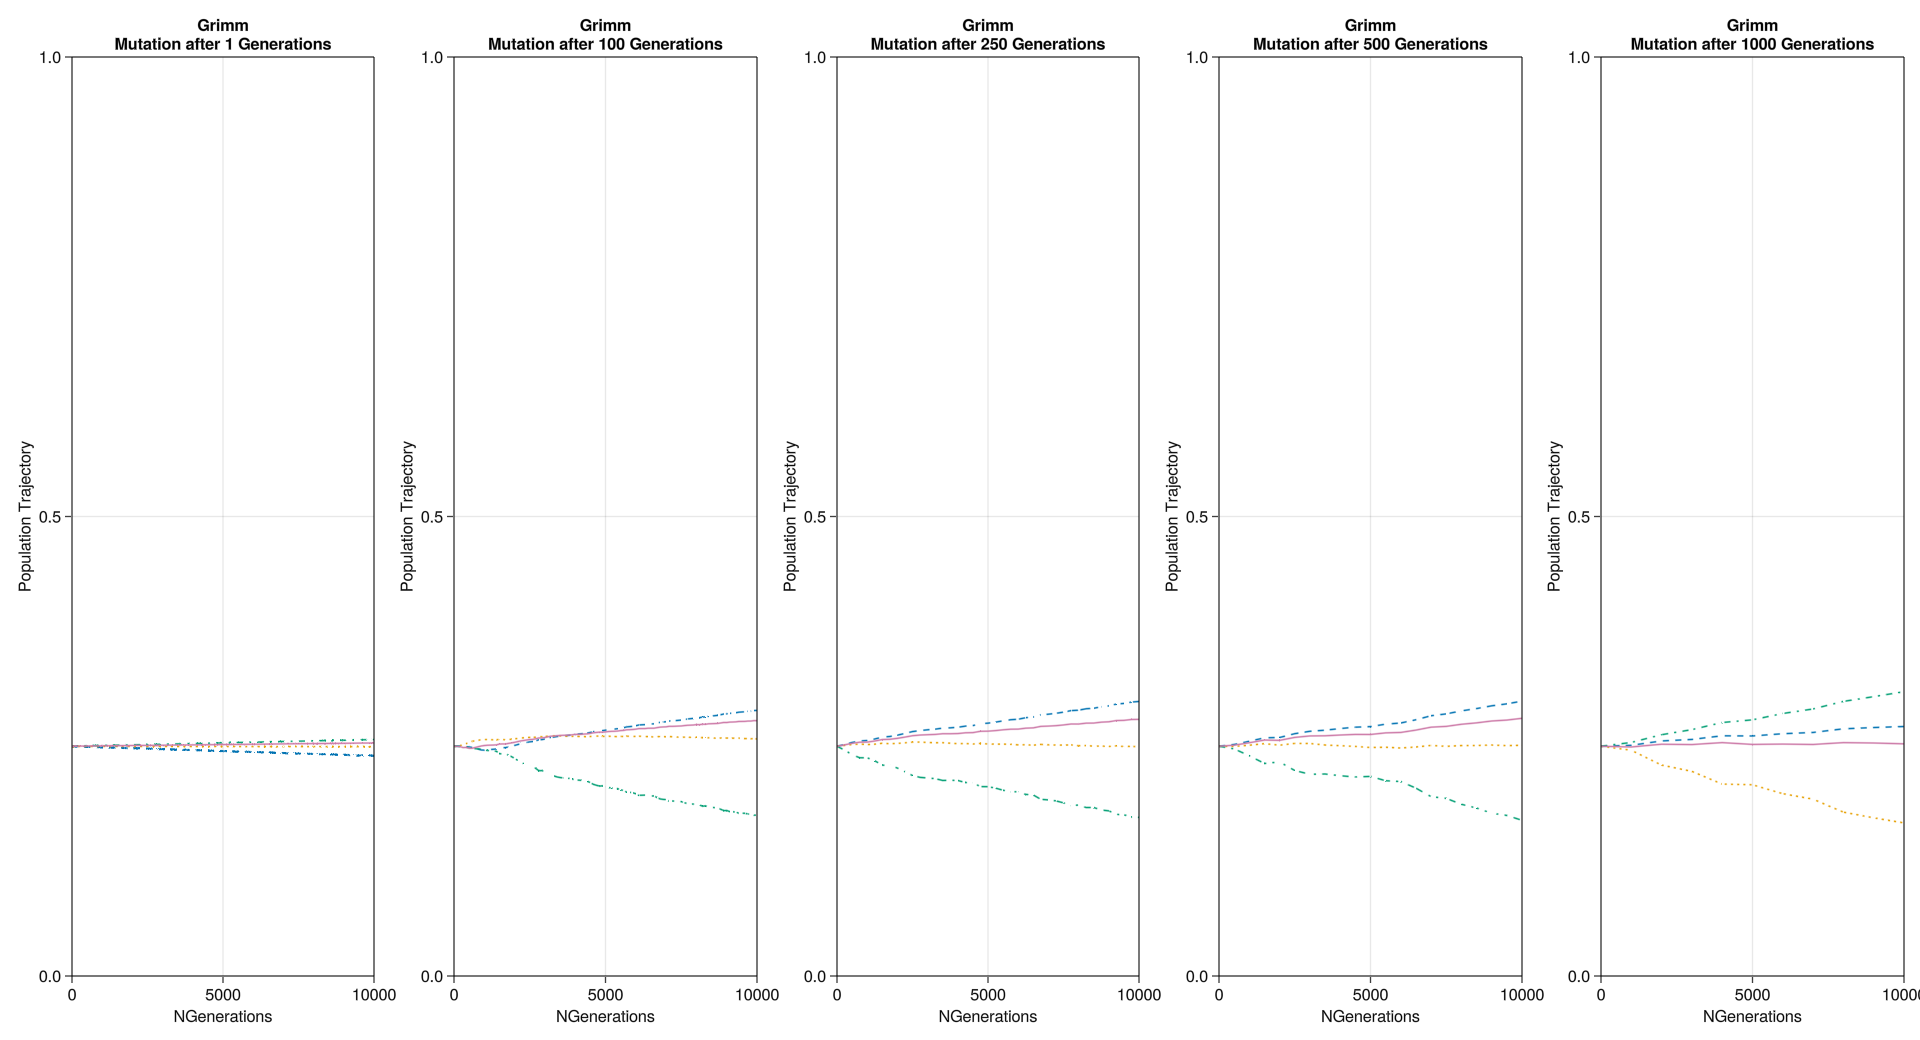 Grimm
Mutation after 1 Generations
1.0
0.5
0.0
Population Trajectory
0
5000
10000
NGenerations
Grimm
Mutation after 100 Generations
1.0
0.5
0.0
Population Trajectory
0
5000
10000
NGenerations
Grimm
Mutation after 250 Generations
1.0
0.5
0.0
Population Trajectory
0
5000
10000
NGenerations
Grimm
Mutation after 500 Generations
1.0
0.5
0.0
Population Trajectory
0
5000
10000
NGenerations
Grimm
Mutation after 1000 Generations
1.0
0.5
0.0
Population Trajectory
0
5000
10000
NGenerations